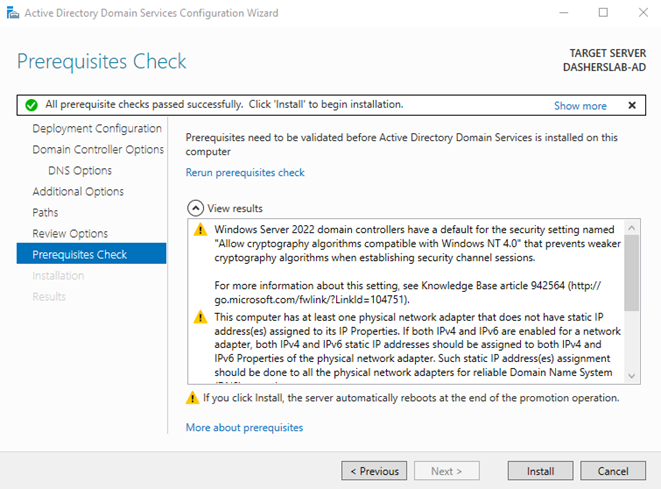 Active Directory Domain Services Configuration Wizard
Prerequisites Check
TARGET SERVER
DASHERSLAB-AD
All prerequisite checks passed successfully. Click 'Install' to begin installation.
Show more
Deployment Configuration
Domain Controller Options
DNS Options
Additional Options
Paths
Review Options
Prerequisites Check
Installation
Results
Prerequisites need to be validated before Active Directory Domain Services is installed on this
computer
Rerun prerequisites check
View results
Windows Server 2022 domain controllers have a default for the security setting named
"Allow cryptography algorithms compatible with Windows NT 4.0" that prevents weaker
cryptography algorithms when establishing security channel sessions.
For more information about this setting, see Knowledge Base article 942564 (http://
go.microsoft.com/fwlink/?LinkId=104751).
This computer has at least one physical network adapter that does not have static IP
address(es) assigned to its IP Properties. If both IPv4 and IPv6 are enabled for a network
adapter, both IPv4 and IPv6 static IP addresses should be assigned to both IPv4 and
IPv6 Properties of the physical network adapter. Such static IP address(es) assignment
should be done to all the physical network adapters for reliable Domain Name System
If you click Install, the server automatically reboots at the end of the promotion operation.
More about prerequisites
< Previous
Next >
Install
Cancel